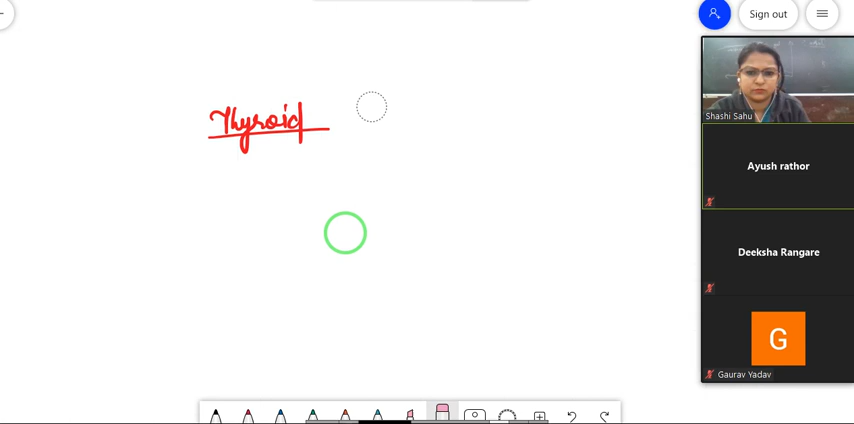 Sign out
Thyroid
Shashi Sahu
Ayush rathor
Deeksha Rangare
G
Gaurav Yadav